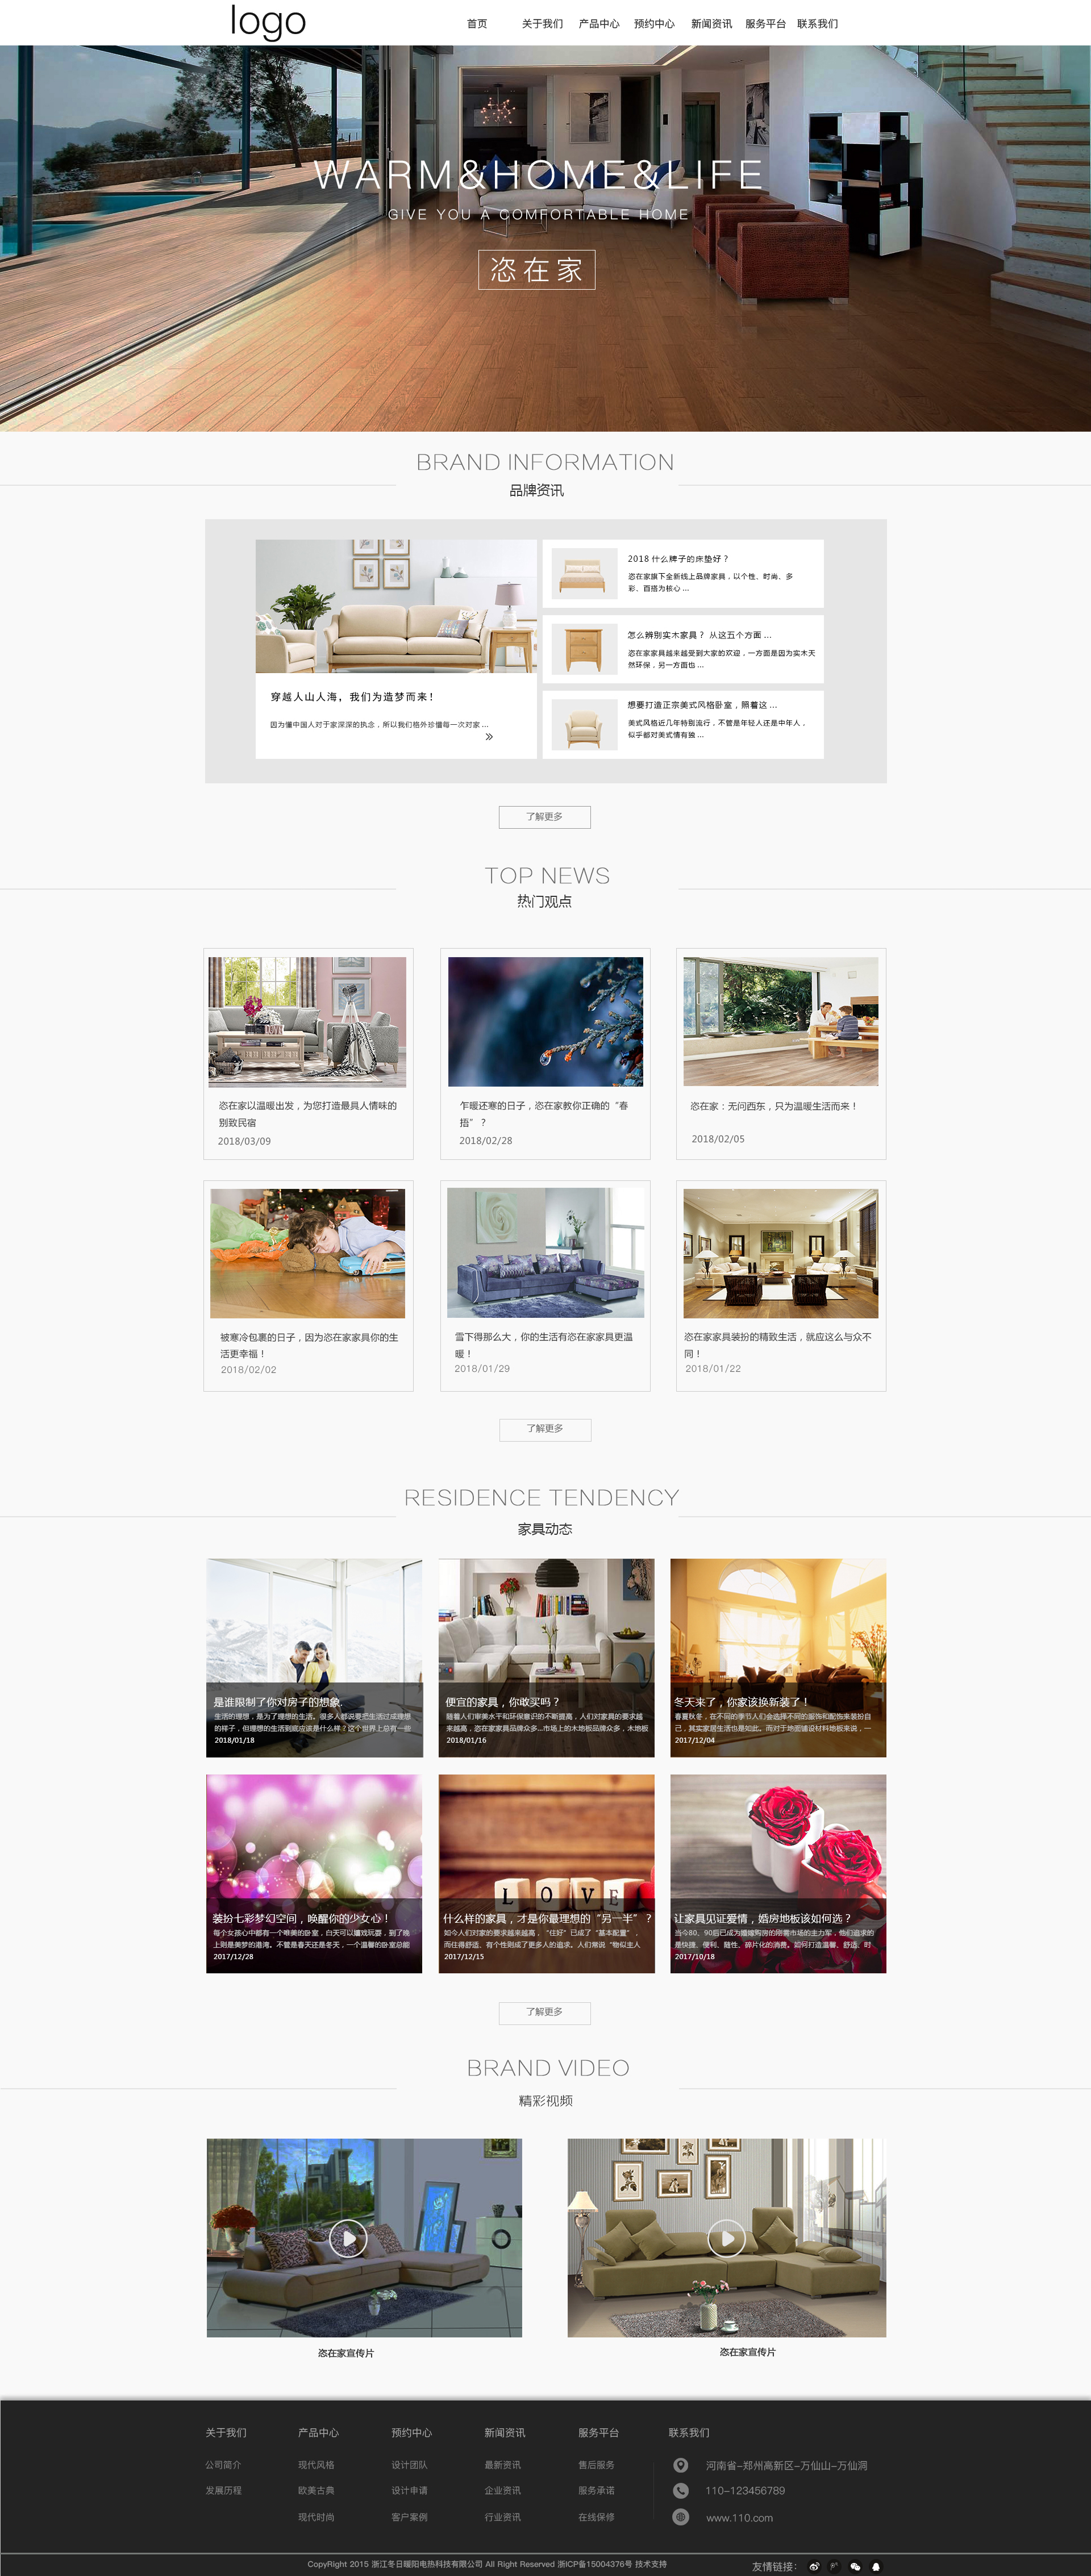 logo
首页 关于我们 产品中心 预约中心 新闻资讯 服务平台 联系我们
WARM&HOME&LIFE
GIVE YOU A COMFORTABLE HOME
恣在家
BRAND INFORMATION
品牌资讯
穿越人山人海，我们为造梦而来！
因为懂中国人对于家深深的执念，所以我们格外珍惜每一次对家 ...
2018 什么牌子的床垫好？
恣在家旗下全新线上品牌家具，以个性、时尚、多
彩、百搭为核心 ...
怎么辨别实木家具？ 从这五个方面 ...
恣在家家具越来越受到大家的欢迎，一方面是因为实木天
然环保，另一方面也 ...
想要打造正宗美式风格卧室，照着这 ...
美式风格近几年特别流行，不管是年轻人还是中年人，
似乎都对美式情有独 ...
了解更多
TOP NEWS
热门观点
恣在家以温暖出发，为您打造最具人情味的
别致民宿
2018/03/09
乍暖还寒的日子，恣在家教你正确的“春
捂”？
2018/02/28
恣在家：无问西东，只为温暖生活而来！
2018/02/05
被寒冷包裹的日子，因为恣在家家具你的生
活更幸福！
2018/02/02
雪下得那么大，你的生活有恣在家家具更温
暖！
2018/01/29
恣在家家具装扮的精致生活，就应这么与众不
同！
2018/01/22
了解更多
RESIDENCE TENDENCY
家具动态
是谁限制了你对房子的想象.
生活的理想，是为了理想的生活。很多人都说要把生活过成理想
的样子，但理想的生活到底应该是什么样？这个世界上总有一些
2018/01/18
便宜的家具，你敢买吗？
随着人们审美水平和环保意识的不断提高，人们对家具的要求越
来越高，恣在家家具品牌众多...市场上的木地板品牌众多，木地板
2018/01/16
冬天来了，你家该换新装了！
春夏秋冬，在不同的季节人们会选择不同的服饰和配饰来装扮自
己，其实家居生活也是如此。而对于地面铺设材料地板来说，一
2017/12/04
装扮七彩梦幻空间，唤醒你的少女心！
每个女孩心中都有一个唯美的卧室，白天可以嬉戏玩耍，到了晚
上则是美梦的港湾。不管是春天还是冬天，一个温馨的卧室总能
2017/12/28
LOVE
什么样的家具，才是你最理想的“另一半”？
如今人们对家的要求越来越高，“住好”已成了“基本配置”，
而住得舒适、有个性则成了更多人的追求。人们常说“物似主人
2017/12/15
让家具见证爱情，婚房地板该如何选？
当今80、90后已成为婚嫁购房的刚需市场的主力军，他们追求的
是快捷、便利、随性、碎片化的消费。如何打造温馨、舒适、时
2017/10/18
了解更多
BRAND VIDEO
精彩视频
恣在家宣传片
恣在家宣传片
关于我们 产品中心 预约中心 新闻资讯 服务平台 联系我们
公司简介 现代风格 设计团队 最新资讯 售后服务 河南省-郑州高新区-万仙山-万仙洞
发展历程 欧美古典 设计申请 企业资讯 服务承诺 110-123456789
现代时尚 客户案例 行业资讯 在线保修 www.110.com
CopyRight 2015 浙江冬日暖阳电热科技有限公司 All Right Reserved 浙ICP备15004376号 技术支持
友情链接：